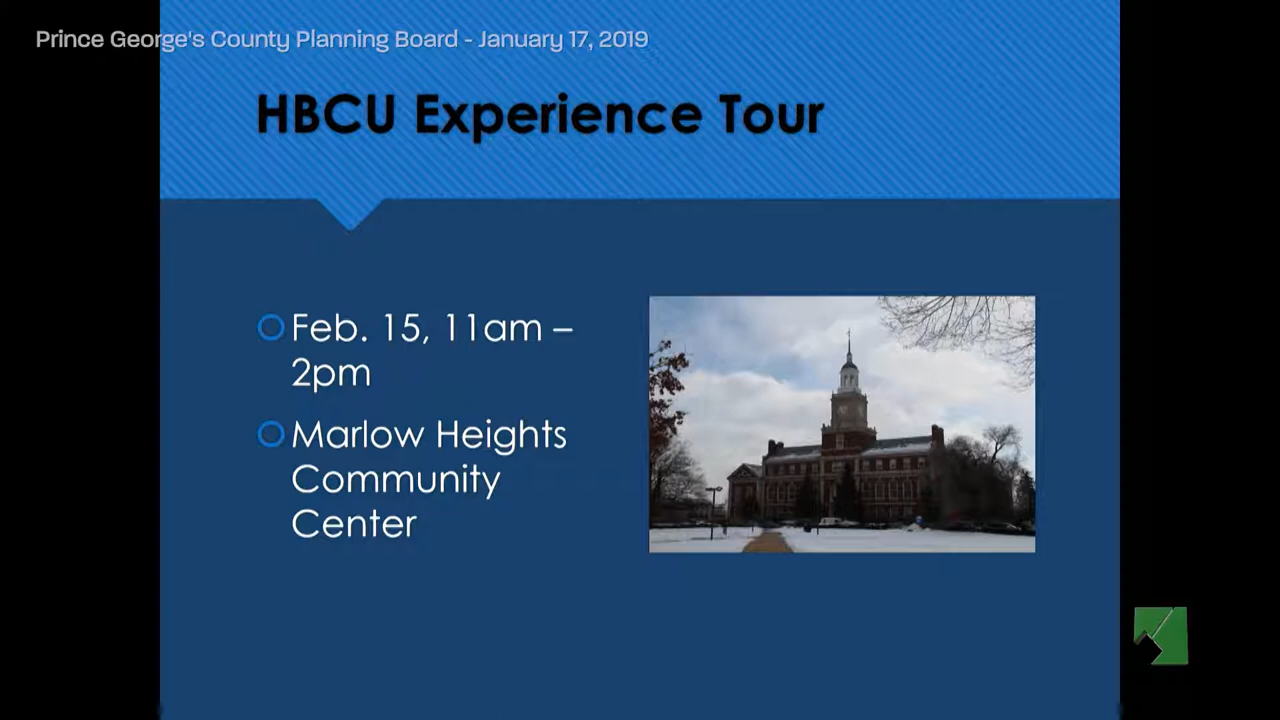 Prince George's County Planning Board - January 17, 2019
HBCU Experience Tour
Feb. 15, 11am –
2pm
Marlow Heights
Community
Center